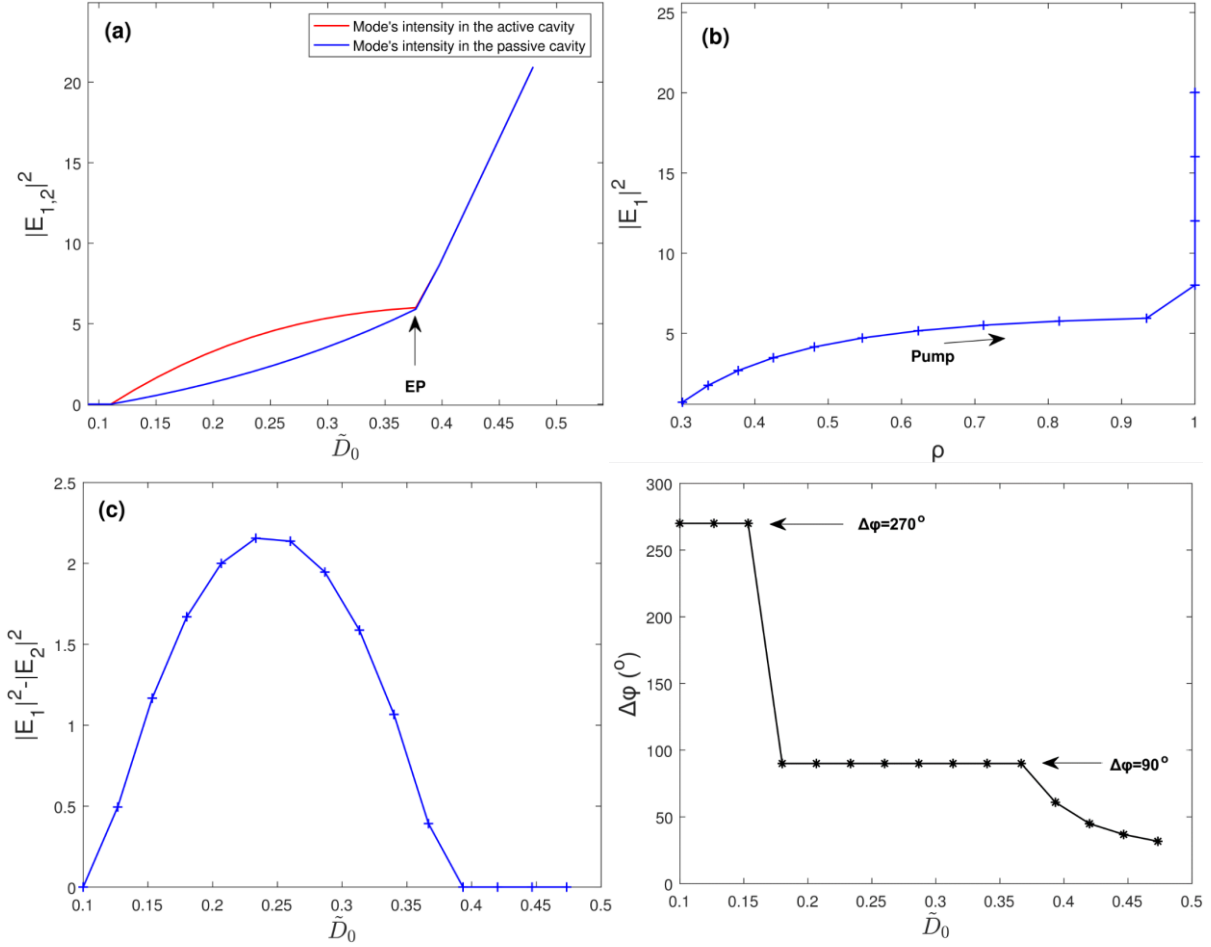 (a)
Mode's intensity in the active cavity
Mode's intensity in the passive cavity
|E1,2|²
20
15
10
5
0
EP
0.1 0.15 0.2 0.25 0.3 0.35 0.4 0.45 0.5
D̃0
(b)
|E1|²
25
20
15
10
5
Pump
0.3 0.4 0.5 0.6 0.7 0.8 0.9 1
ρ
(c)
|E1|²-|E2|²
2.5
2
1.5
1
0.5
0
0.1 0.15 0.2 0.25 0.3 0.35 0.4 0.45 0.5
D̃0
Δφ (°)
300
250
200
150
100
50
0
Δφ=270°
Δφ=90°
0.1 0.15 0.2 0.25 0.3 0.35 0.4 0.45 0.5
D̃0